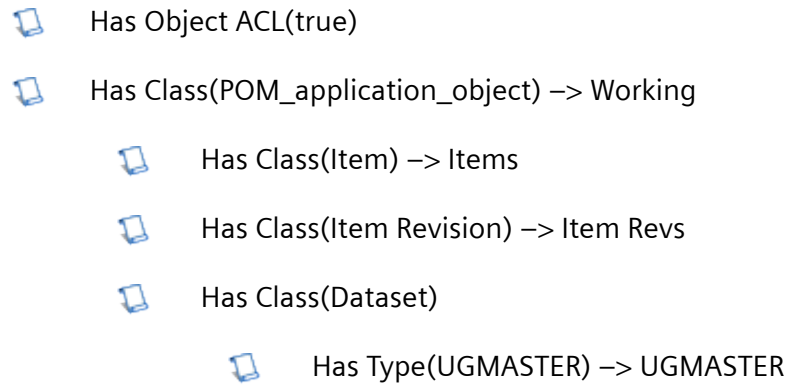 Has Object ACL(true)
Has Class(POM_application_object) –> Working
Has Class(Item) –> Items
Has Class(Item Revision) –> Item Revs
Has Class(Dataset)
Has Type(UGMASTER) –> UGMASTER